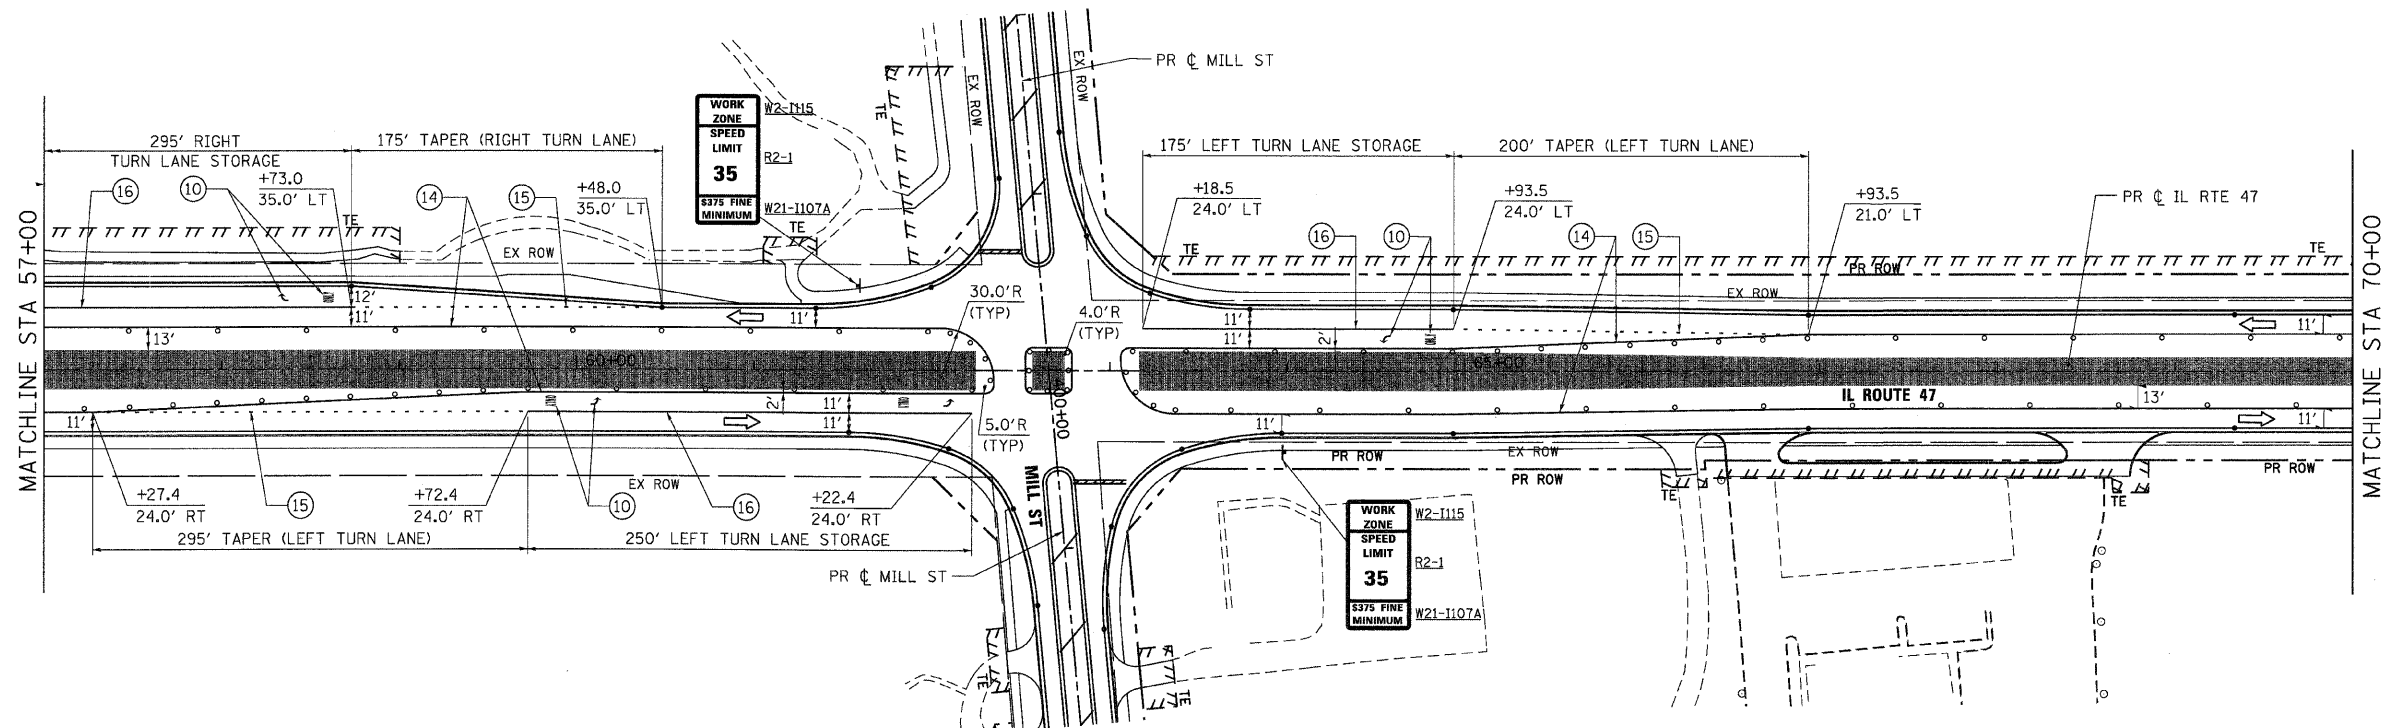 PR ℄ MILL ST
EX ROW
EX ROW
TE
WORK
ZONE
SPEED
LIMIT
35
$375 FINE
MINIMUM
W2-I115
R2-1
W21-I107A
295' RIGHT
TURN LANE STORAGE
175' TAPER (RIGHT TURN LANE)
175' LEFT TURN LANE STORAGE
200' TAPER (LEFT TURN LANE)
16
10
+73.0
35.0' LT
14
15
+48.0
35.0' LT
+18.5
24.0' LT
+93.5
24.0' LT
+93.5
21.0' LT
PR ℄ IL RTE 47
16
10
14
15
TE
TE
TE
TE
EX ROW
PR ROW
EX ROW
MATCHLINE STA 57+00
MATCHLINE STA 70+00
12'
11'
13'
11'
30.0'R
(TYP)
4.0'R
(TYP)
11'
11'
2'
11'
60+00
65+00
400+00
IL ROUTE 47
13'
11'
11'
2'
11'
11'
5.0'R
(TYP)
11'
MILL ST
PR ROW
EX ROW
PR ROW
PR ROW
TE
TE
+27.4
24.0' RT
15
+72.4
24.0' RT
10
EX ROW
16
+22.4
24.0' RT
295' TAPER (LEFT TURN LANE)
250' LEFT TURN LANE STORAGE
PR ℄ MILL ST
WORK
ZONE
SPEED
LIMIT
35
$375 FINE
MINIMUM
W2-I115
R2-1
W21-I107A
TE
TE